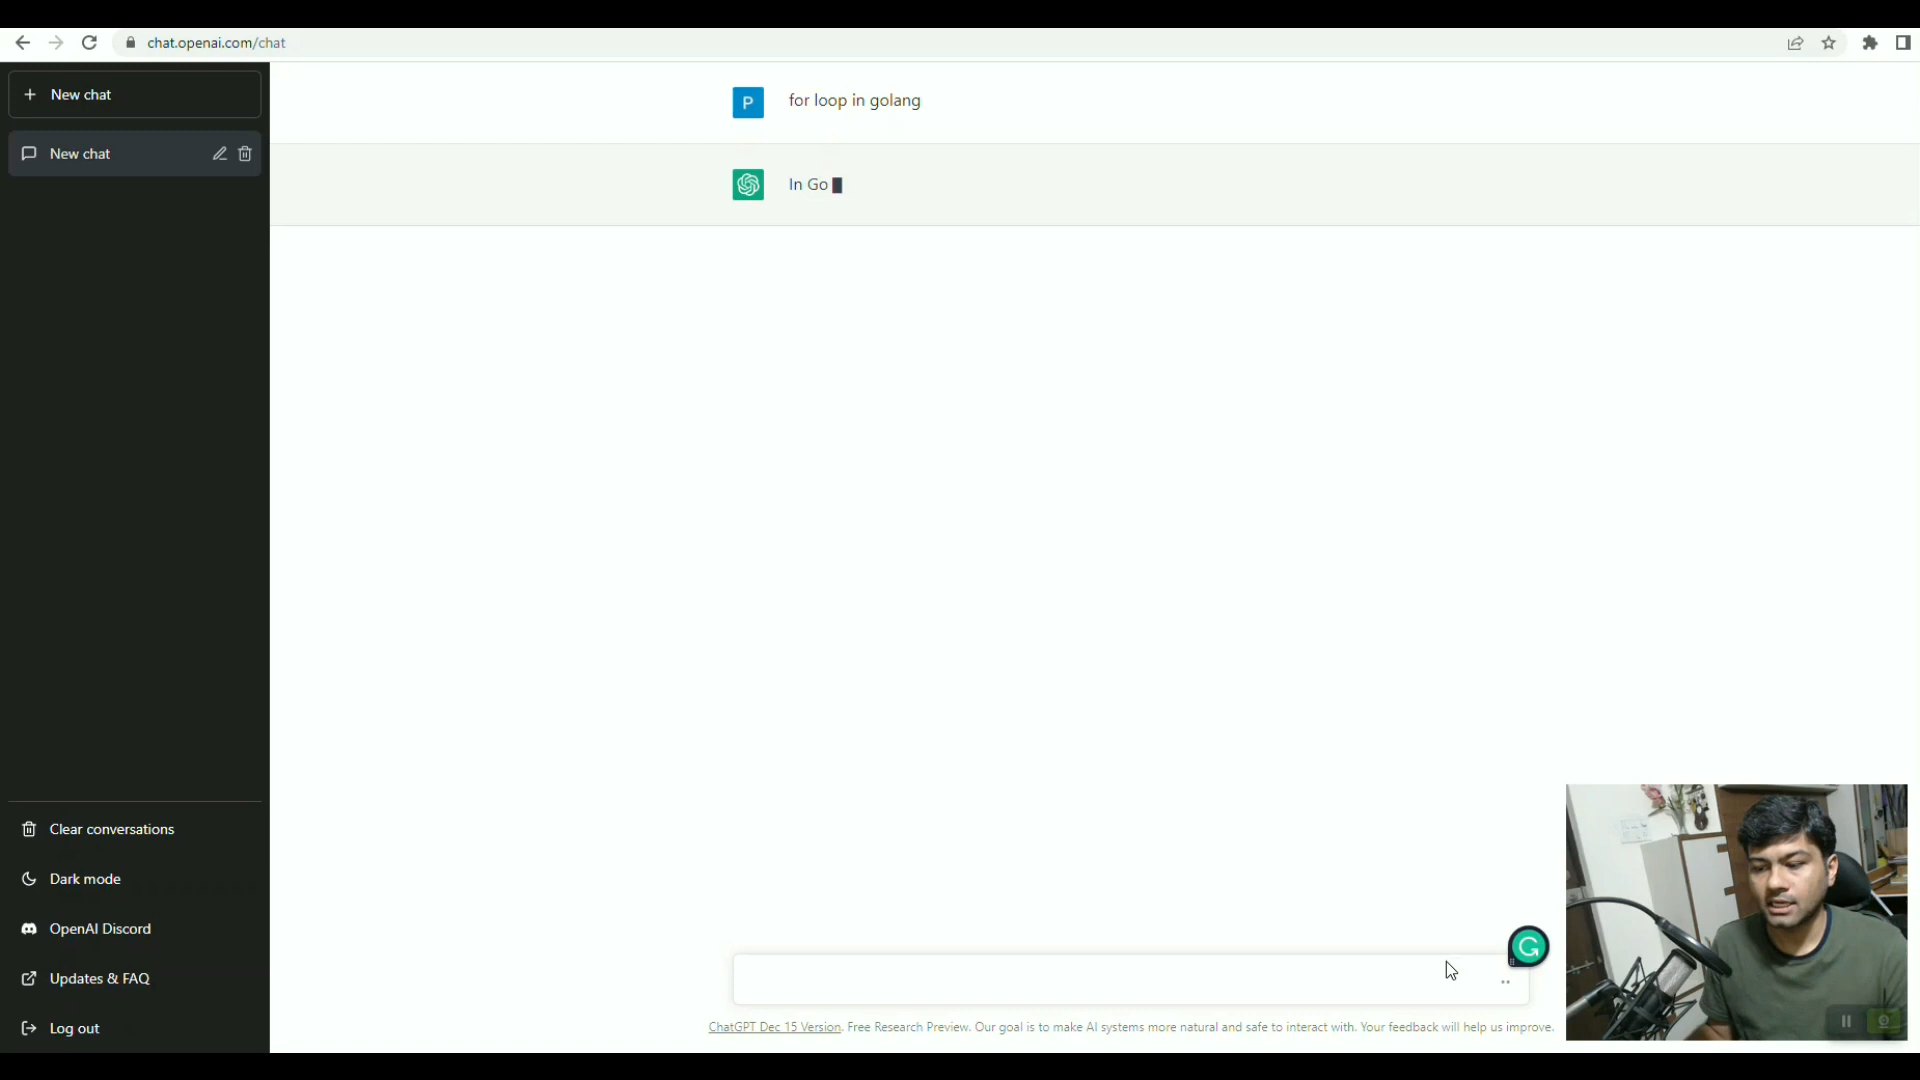 chat.openai.com/chat
New chat
New chat
P
for loop in golang
In Go
Clear conversations
Dark mode
OpenAI Discord
Updates & FAQ
Log out
ChatGPT Dec 15 Version. Free Research Preview. Our goal is to make AI systems more natural and safe to interact with. Your feedback will help us improve.